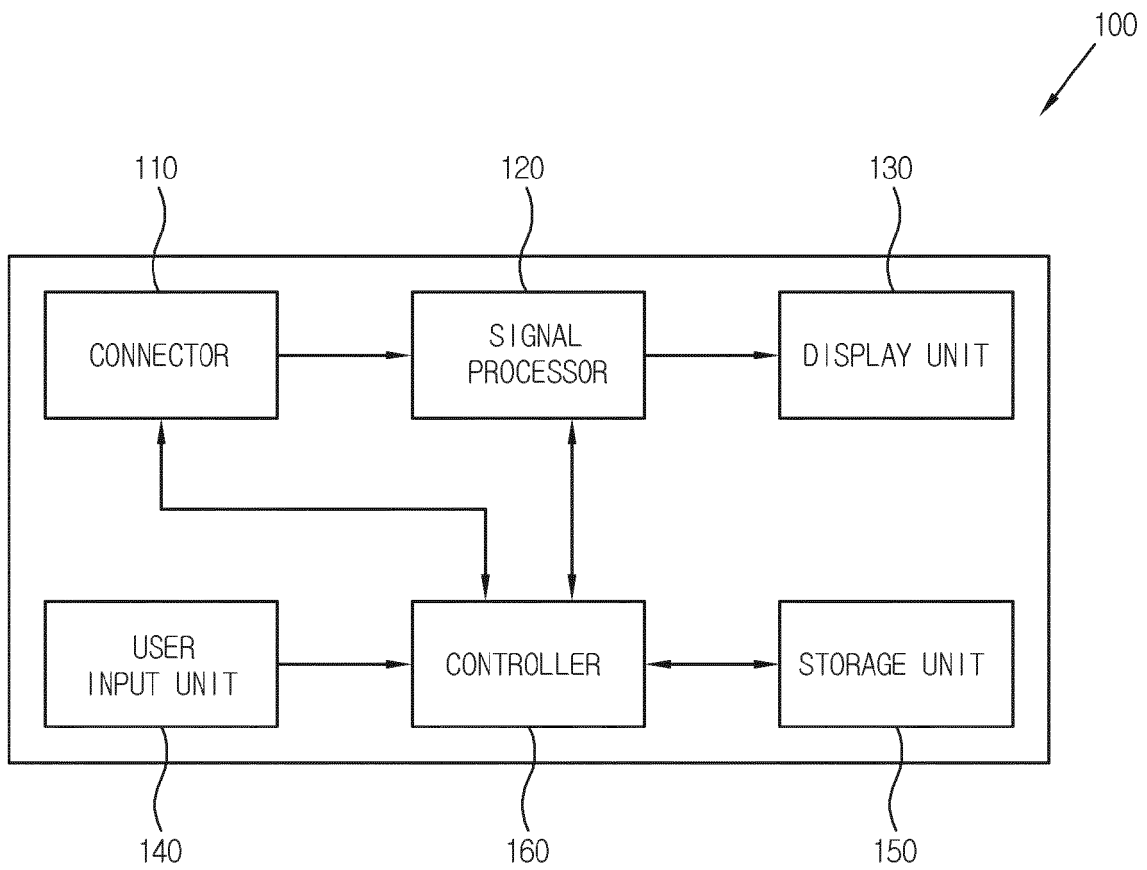 100
110
120
130
CONNECTOR
SIGNAL
PROCESSOR
DISPLAY UNIT
USER
INPUT UNIT
CONTROLLER
STORAGE UNIT
140
160
150